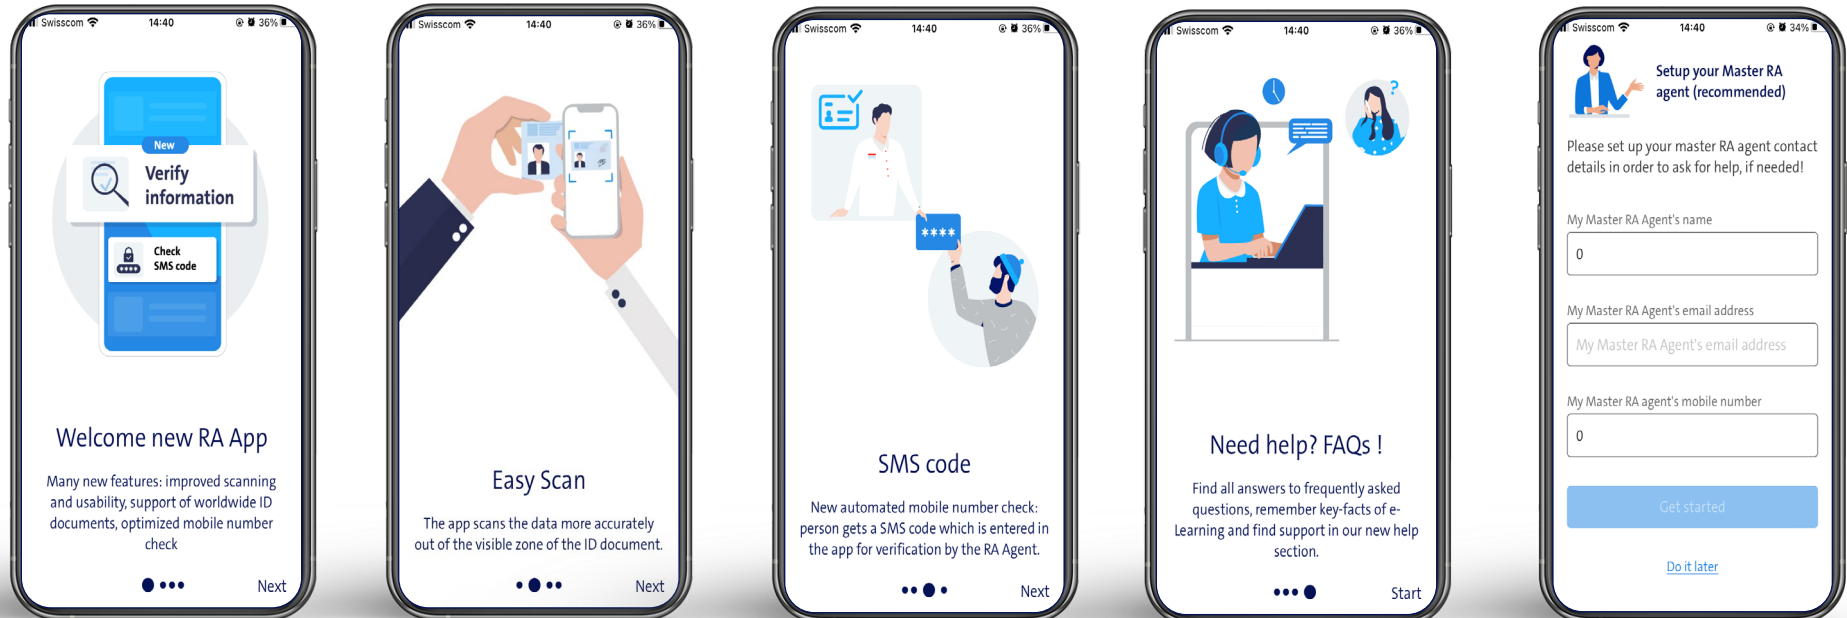 Swisscom 14:40 36%
New
Verify
information
Check
SMS code
Welcome new RA App
Many new features: improved scanning
and usability, support of worldwide ID
documents, optimized mobile number
check
Next
Swisscom 14:40 36%
Easy Scan
The app scans the data more accurately
out of the visible zone of the ID document.
Next
Swisscom 14:40 36%
****
SMS code
New automated mobile number check:
person gets a SMS code which is entered in
the app for verification by the RA Agent.
Next
Swisscom 14:40 36%
?
Need help? FAQs !
Find all answers to frequently asked
questions, remember key-facts of e-
Learning and find support in our new help
section.
Start
Swisscom 14:40 34%
Setup your Master RA
agent (recommended)
Please set up your master RA agent contact
details in order to ask for help, if needed!
My Master RA Agent's name
0
My Master RA Agent's email address
My Master RA Agent's email address
My Master RA agent's mobile number
0
Get started
Do it later